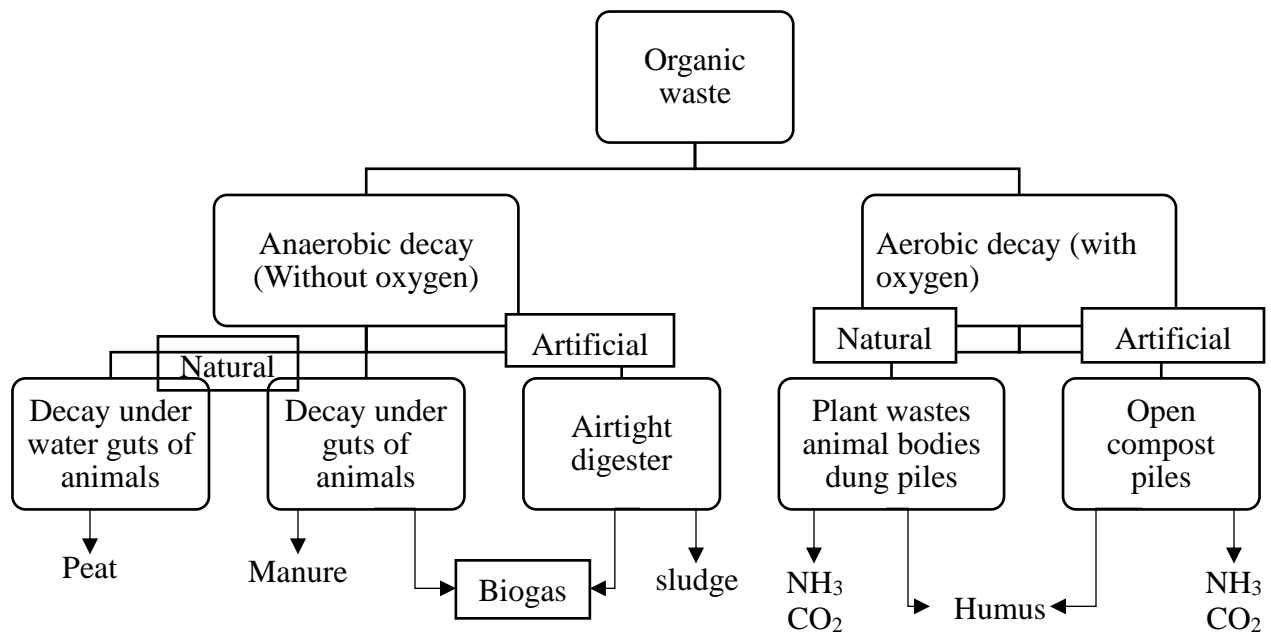 Organic
waste
Anaerobic decay
(Without oxygen)
Aerobic decay (with
oxygen)
Natural
Artificial
Natural
Artificial
Decay under
water guts of
animals
Decay under
guts of
animals
Airtight
digester
Plant wastes
animal bodies
dung piles
Open
compost
piles
Peat
Manure
Biogas
sludge
NH₃
CO₂
Humus
NH₃
CO₂